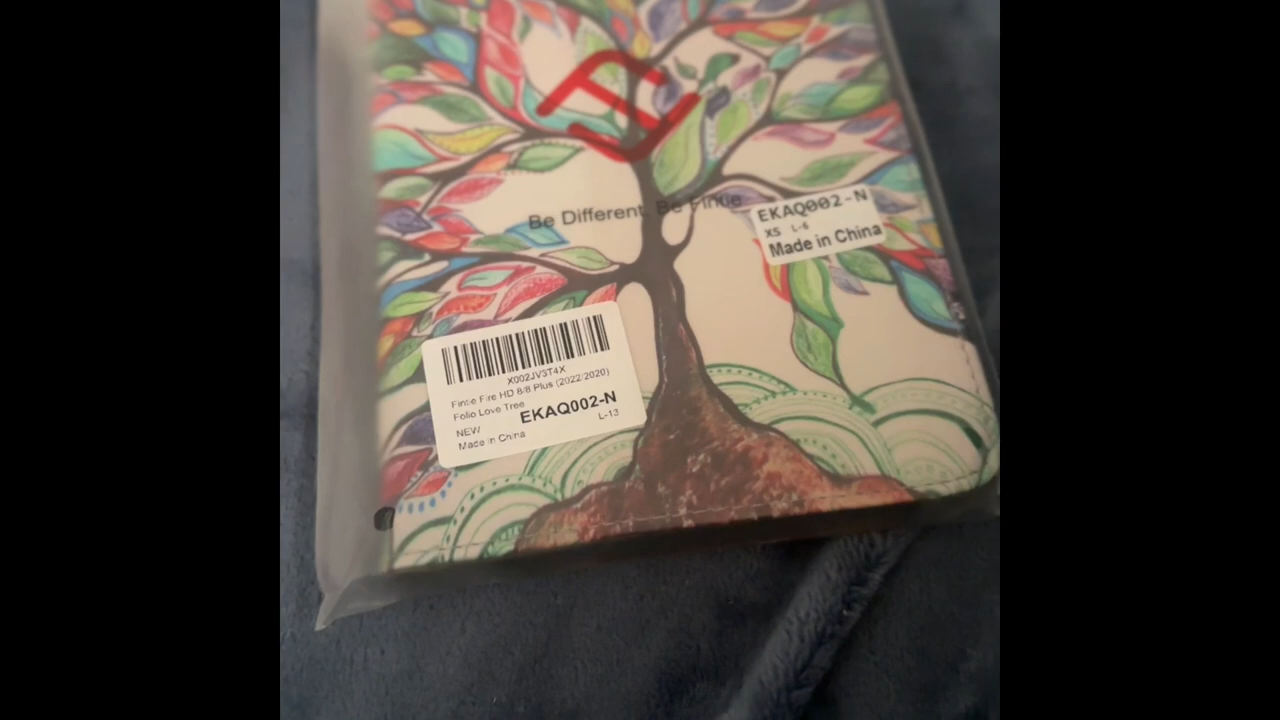 Be Different, Be Fintie
EKAQ002-N
XS L-6
Made in China
X002JV3T4X
Fintie Fire HD 8/8 Plus (2022/2020)
Folio Love Tree
EKAQ002-N
NEW
L-13
Made in China